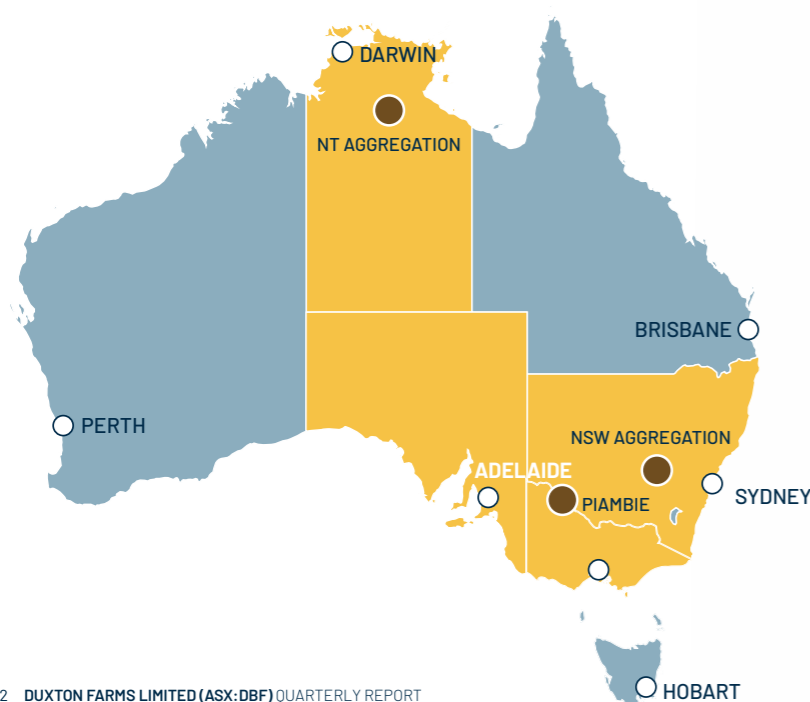 DARWIN
NT AGGREGATION
BRISBANE
PERTH
NSW AGGREGATION
ADELAIDE
SYDNEY
PIAMBIE
HOBART
2 DUXTON FARMS LIMITED (ASX:DBF) QUARTERLY REPORT